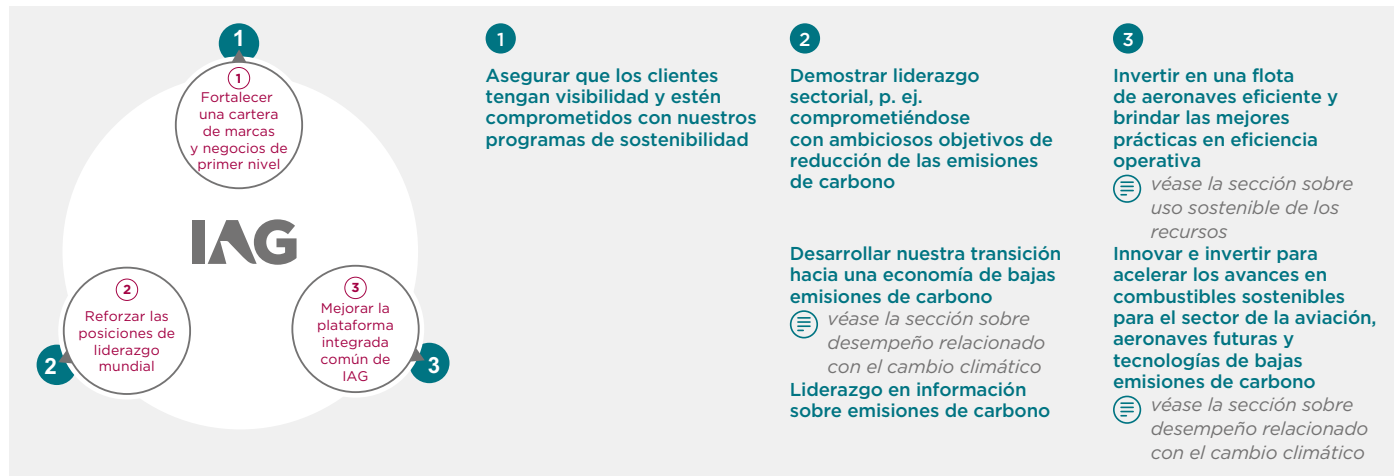 1
1
Fortalecer
una cartera
de marcas
y negocios de
primer nivel
IAG
2
Reforzar las
posiciones de
liderazgo
mundial
2
3
Mejorar la
plataforma
integrada
común de
IAG
3
1
Asegurar que los clientes
tengan visibilidad y estén
comprometidos con nuestros
programas de sostenibilidad
2
Demostrar liderazgo
sectorial, p. ej.
comprometiéndose
con ambiciosos objetivos de
reducción de las emisiones
de carbono
Desarrollar nuestra transición
hacia una economía de bajas
emisiones de carbono
véase la sección sobre
desempeño relacionado
con el cambio climático
Liderazgo en información
sobre emisiones de carbono
3
Invertir en una flota
de aeronaves eficiente y
brindar las mejores
prácticas en eficiencia
operativa
véase la sección sobre
uso sostenible de los
recursos
Innovar e invertir para
acelerar los avances en
combustibles sostenibles
para el sector de la aviación,
aeronaves futuras y
tecnologías de bajas
emisiones de carbono
véase la sección sobre
desempeño relacionado
con el cambio climático